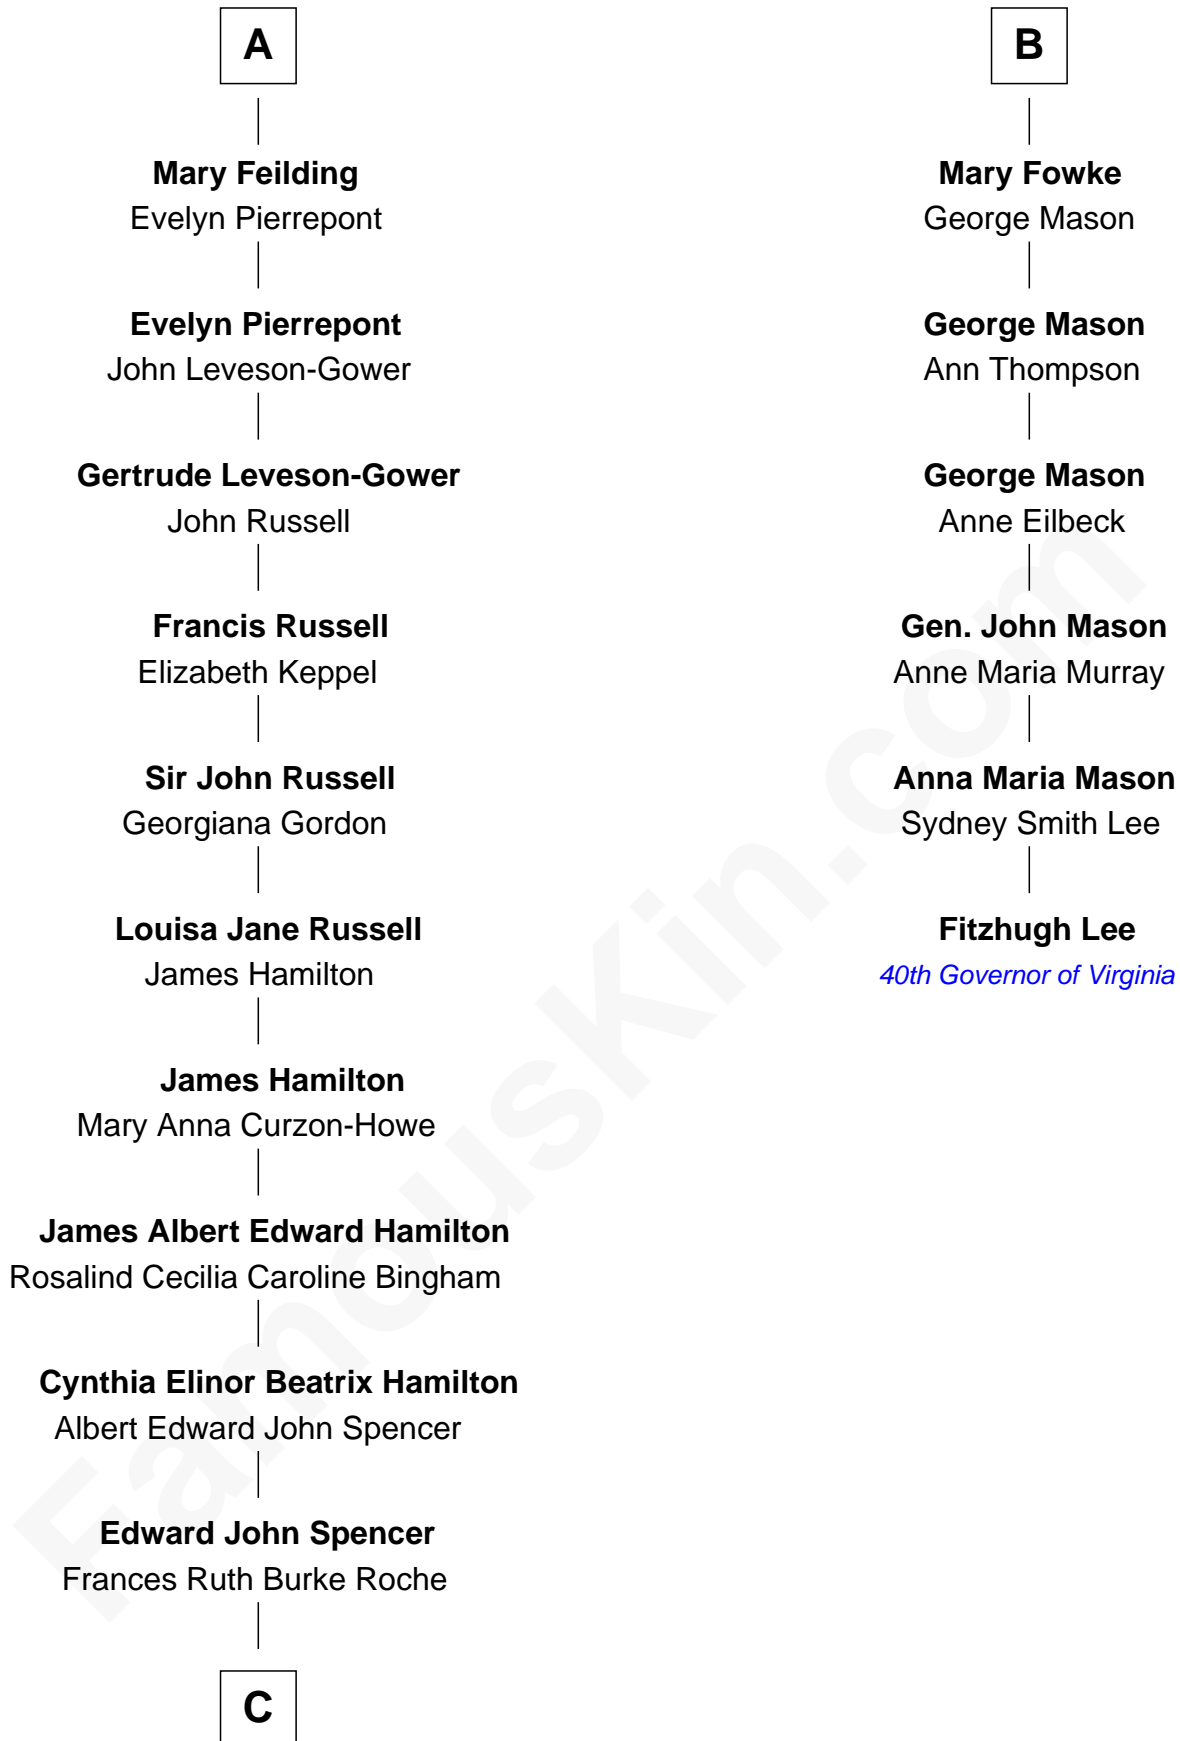 A
Mary Feilding
Evelyn Pierrepont
Evelyn Pierrepont
John Leveson-Gower
Gertrude Leveson-Gower
John Russell
Francis Russell
Elizabeth Keppel
Sir John Russell
Georgiana Gordon
Louisa Jane Russell
James Hamilton
James Hamilton
Mary Anna Curzon-Howe
James Albert Edward Hamilton
Rosalind Cecilia Caroline Bingham
Cynthia Elinor Beatrix Hamilton
Albert Edward John Spencer
Edward John Spencer
Frances Ruth Burke Roche
C
B
Mary Fowke
George Mason
George Mason
Ann Thompson
George Mason
Anne Eilbeck
Gen. John Mason
Anne Maria Murray
Anna Maria Mason
Sydney Smith Lee
Fitzhugh Lee
40th Governor of Virginia
FamousKin.com